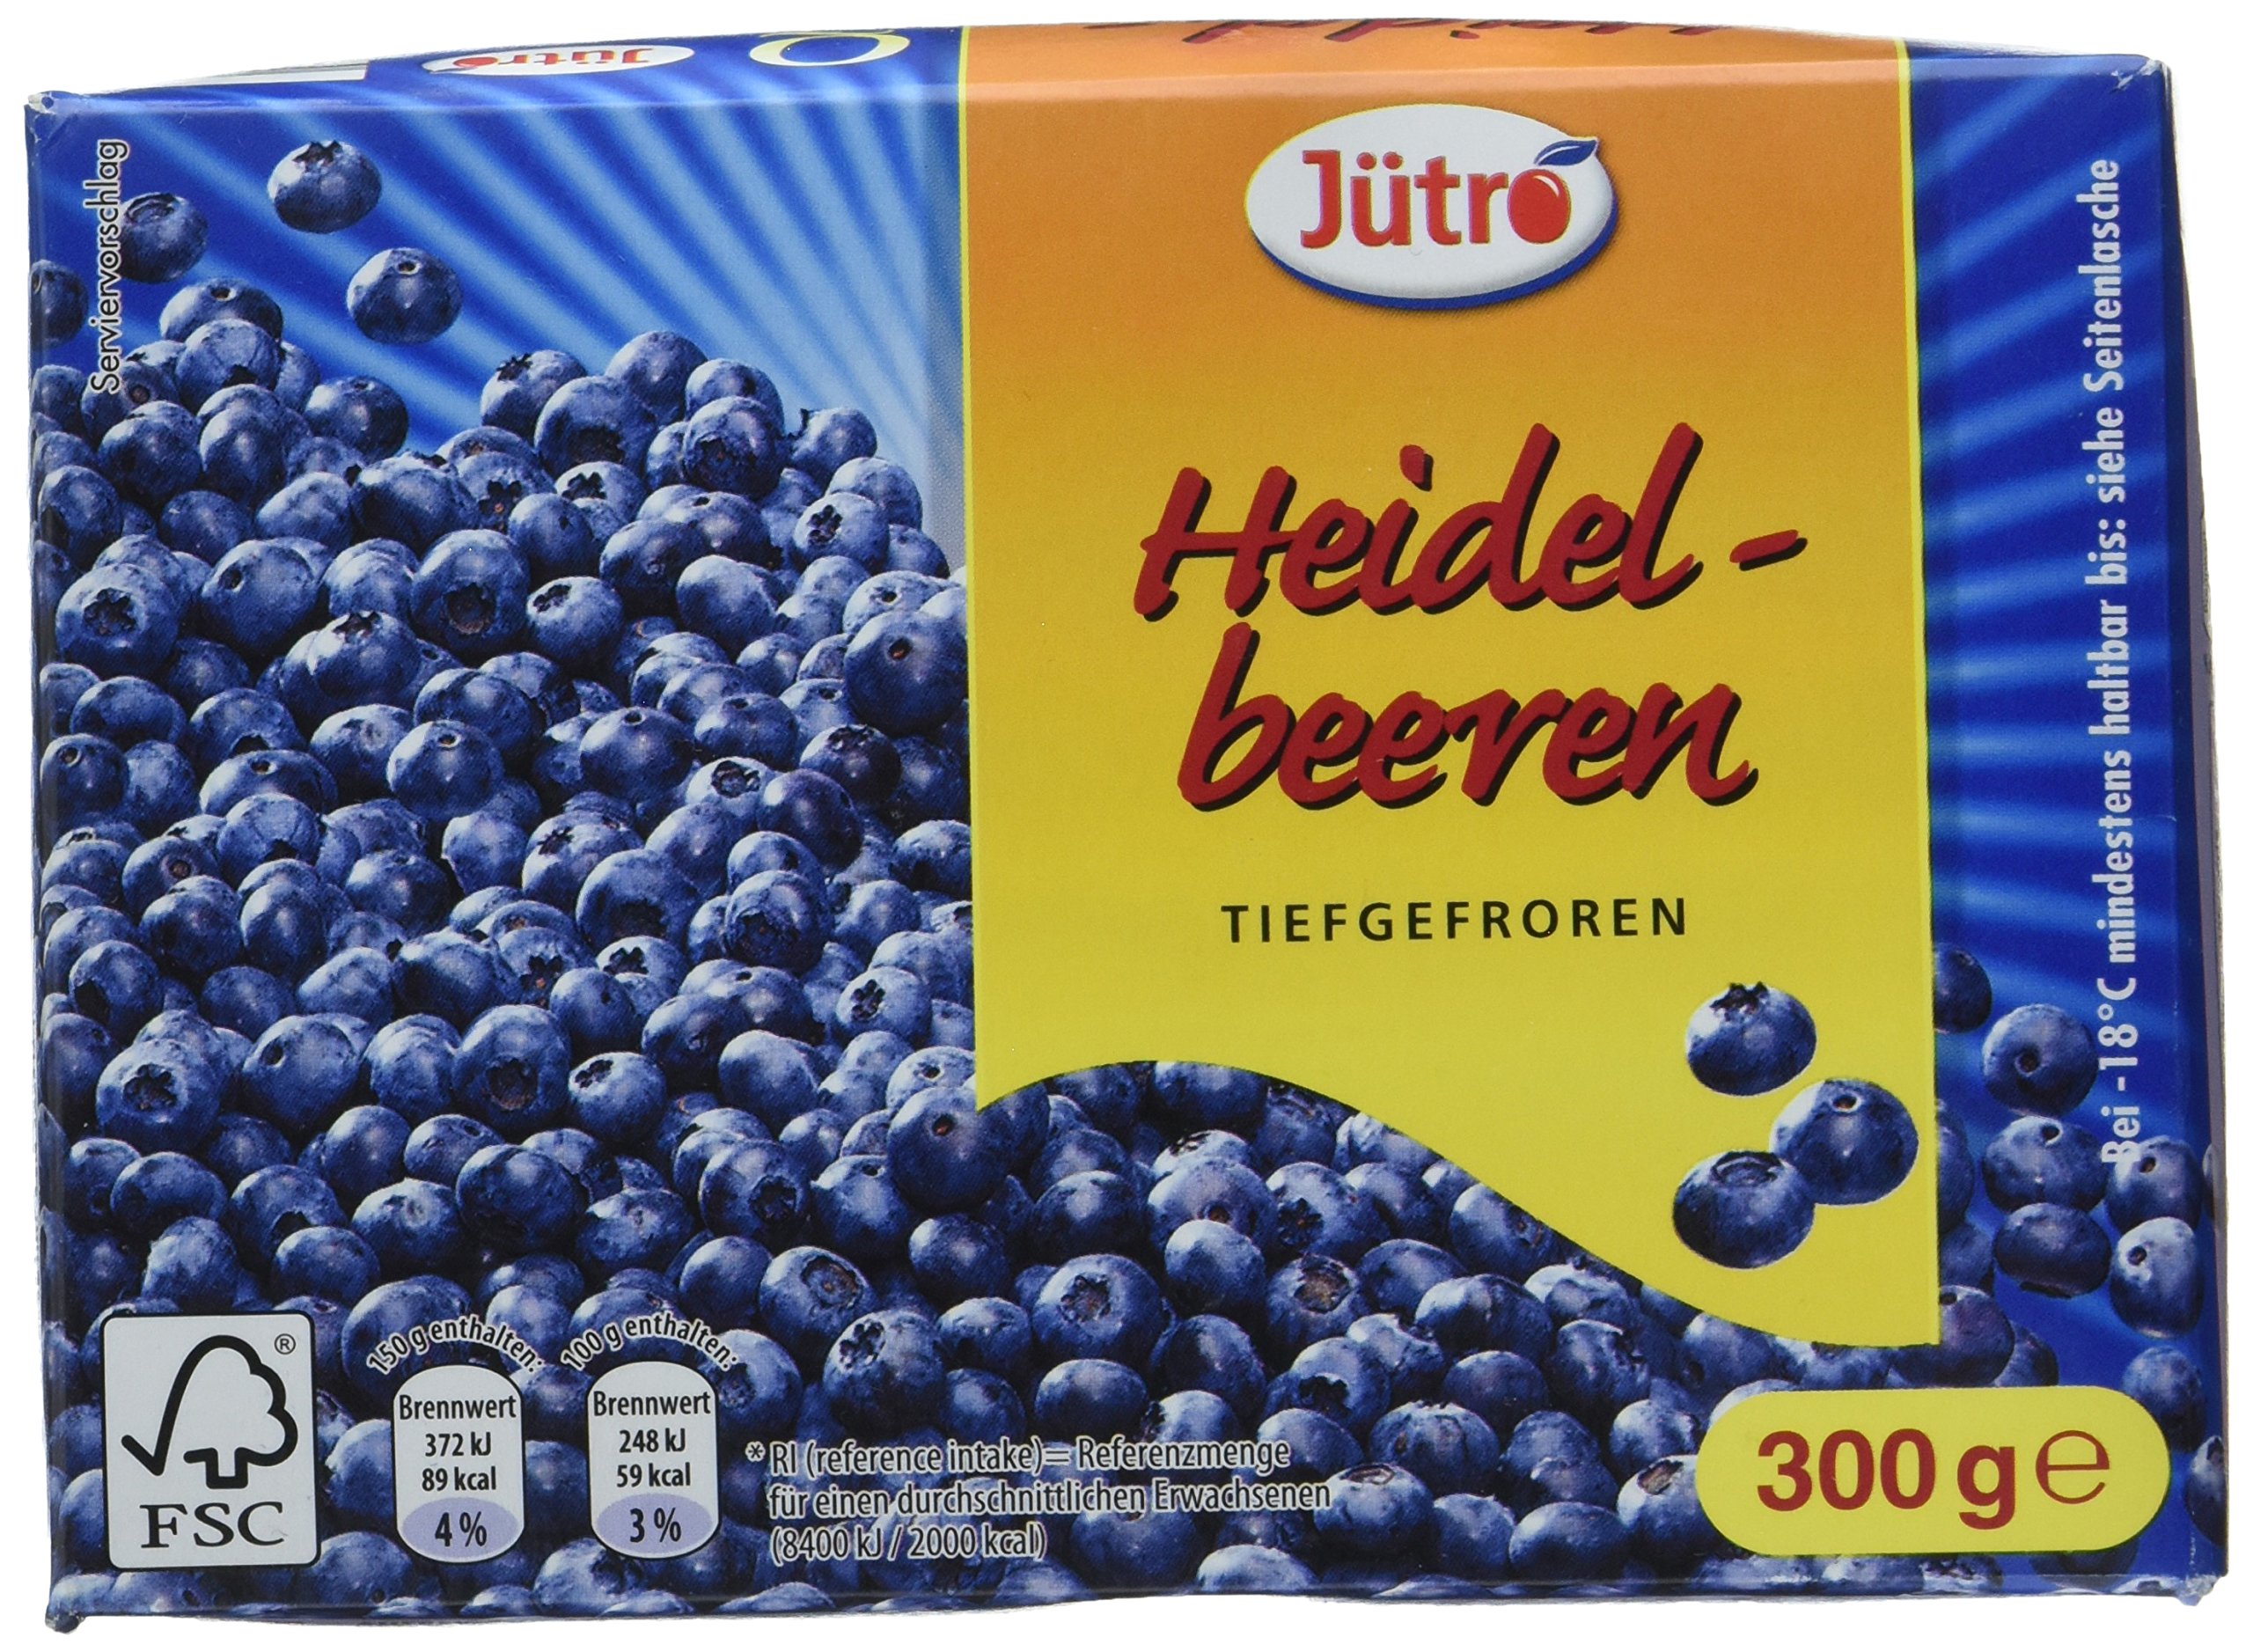 Jütro
Jütro
Serviervorschlag
Heidel-
beeren
TIEFGEFROREN
Bei -18°C mindestens haltbar bis: siehe Seitenlasche
FSC
®
150 g enthalten:
Brennwert
372 kJ
89 kcal
4%
100 g enthalten:
Brennwert
248 kJ
59 kcal
3%
* RI (reference intake)= Referenzmenge
für einen durchschnittlichen Erwachsenen
(8400 kJ / 2000 kcal)
300 g e